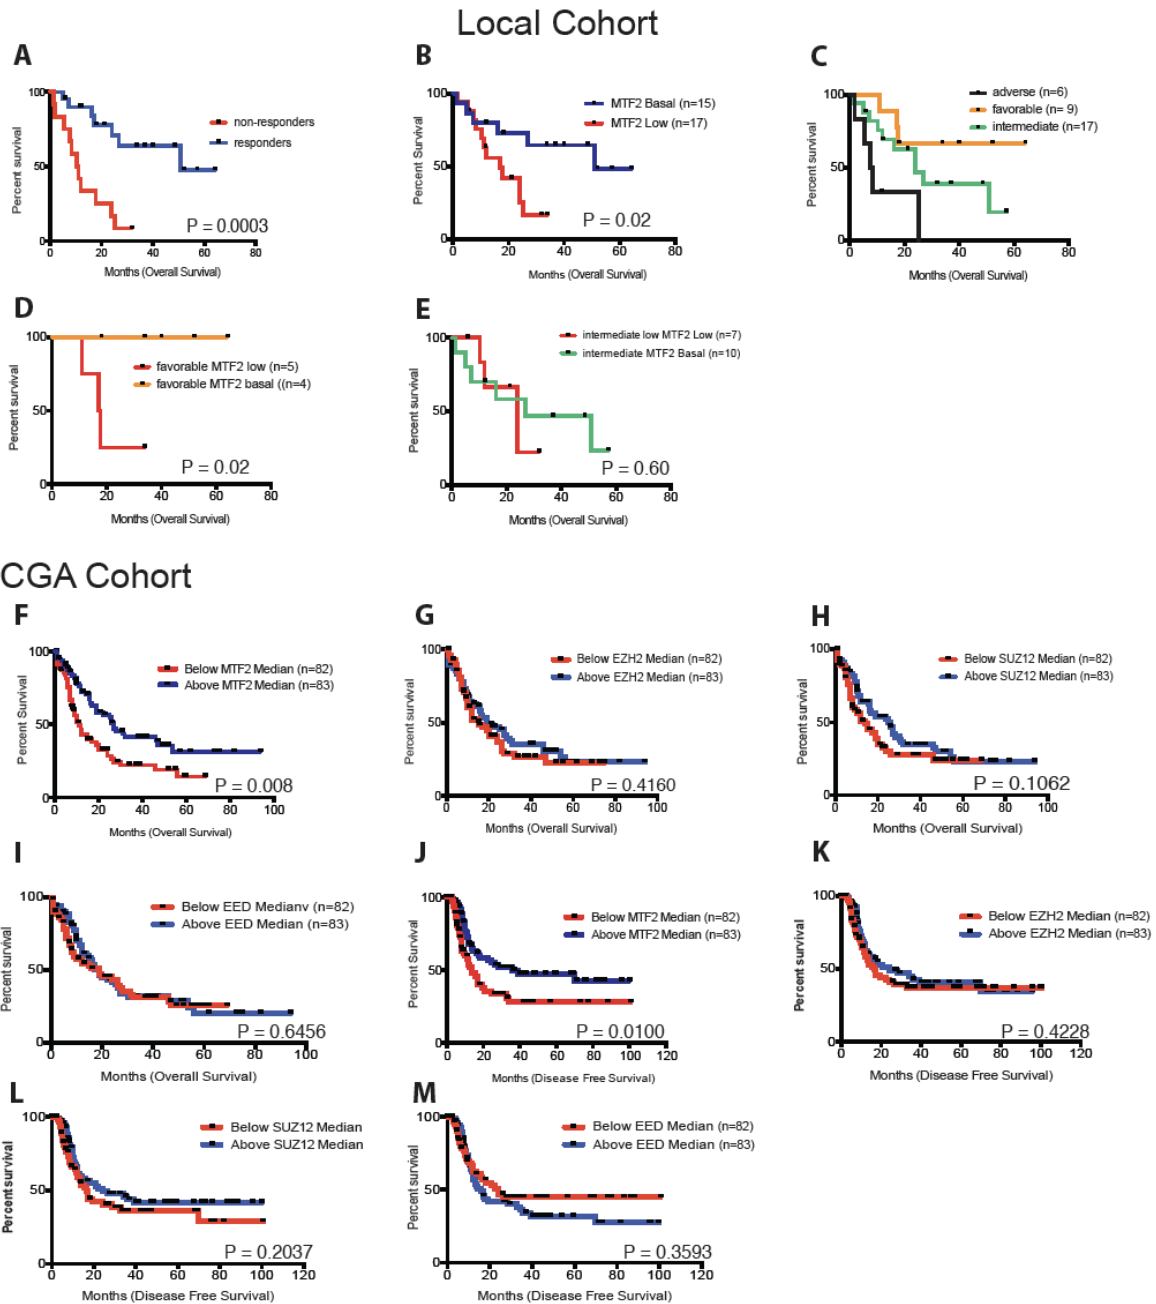 Local Cohort
A
100
50
0
0 20 40 60 80
Percent survival
Months (Overall Survival)
non-responders
responders
P = 0.0003
B
100
50
0
0 20 40 60 80
Percent survival
Months (Overall Survival)
MTF2 Basal (n=15)
MTF2 Low (n=17)
P = 0.02
C
100
50
0
0 20 40 60 80
Percent survival
Months (Overall Survival)
adverse (n=6)
favorable (n= 9)
intermediate (n=17)
D
100
50
0
0 20 40 60 80
Percent survival
Months (Overall Survival)
favorable MTF2 low (n=5)
favorable MTF2 basal ((n=4)
P = 0.02
E
100
50
0
0 20 40 60 80
Percent survival
Months (Overall Survival)
intermediate low MTF2 Low (n=7)
intermediate MTF2 Basal (n=10)
P = 0.60
CGA Cohort
F
100
50
0
0 20 40 60 80 100
Percent Survival
Months (Overall Survival)
Below MTF2 Median (n=82)
Above MTF2 Median (n=83)
P = 0.008
G
100
50
0
0 20 40 60 80 100
Percent survival
Months (Overall Survival)
Below EZH2 Median (n=82)
Above EZH2 Median (n=83)
P = 0.4160
H
100
50
0
0 20 40 60 80 100
Percent survival
Months (Overall Survival)
Below SUZ12 Median (n=82)
Above SUZ12 Median (n=83)
P = 0.1062
I
100
50
0
0 20 40 60 80 100
Percent survival
Months (Overall Survival)
Below EED Medianv (n=82)
Above EED Median (n=83)
P = 0.6456
J
100
50
0
0 20 40 60 80 100 120
Percent survival
Months (Disease Free Survival)
Below MTF2 Median (n=82)
Above MTF2 Median (n=83)
P = 0.0100
K
100
50
0
0 20 40 60 80 100 120
Percent survival
Months (Disease Free Survival)
Below EZH2 Median (n=82)
Above EZH2 Median (n=83)
P = 0.4228
L
100
50
0
0 20 40 60 80 100 120
Percent survival
Months (Disease Free Survival)
Below SUZ12 Median
Above SUZ12 Median
P = 0.2037
M
100
50
0
0 20 40 60 80 100 120
Percent survival
Months (Disease Free Survival)
Below EED Median (n=82)
Above EED Median (n=83)
P = 0.3593